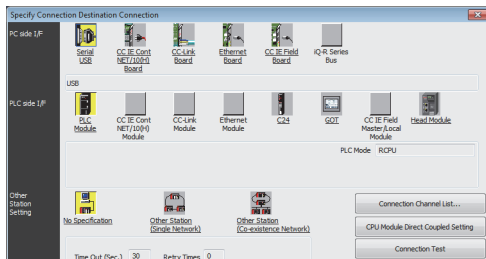 Specify Connection Destination Connection
PC side I/F
Serial USB
CC IE Cont NET/10(H) Board
CC-Link Board
Ethernet Board
CC IE Field Board
iQ-R Series Bus
USB
PLC side I/F
PLC Module
CC IE Cont NET/10(H) Module
CC-Link Module
Ethernet Module
C24
GOT
CC IE Field Master/Local Module
Head Module
PLC Mode RCPU
Other Station Setting
No Specification
Other Station (Single Network)
Other Station (Co-existence Network)
Connection Channel List...
CPU Module Direct Coupled Setting
Connection Test
Time Out (Sec.) 30 Retry Times 0